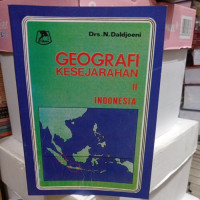 Drs. N. Daldjoeni
GEOGRAFI
KESEJARAHAN
II
INDONESIA